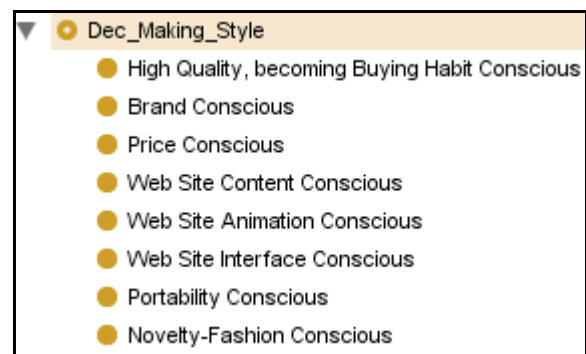 Dec_Making_Style
High Quality, becoming Buying Habit Conscious
Brand Conscious
Price Conscious
Web Site Content Conscious
Web Site Animation Conscious
Web Site Interface Conscious
Portability Conscious
Novelty-Fashion Conscious